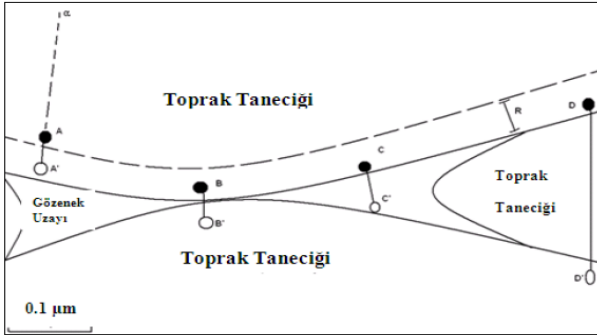 α
Toprak Taneciği
A
A'
B
B'
C
C'
R
D
D'
Gözenek
Uzayı
Toprak
Taneciği
Toprak Taneciği
0.1 µm